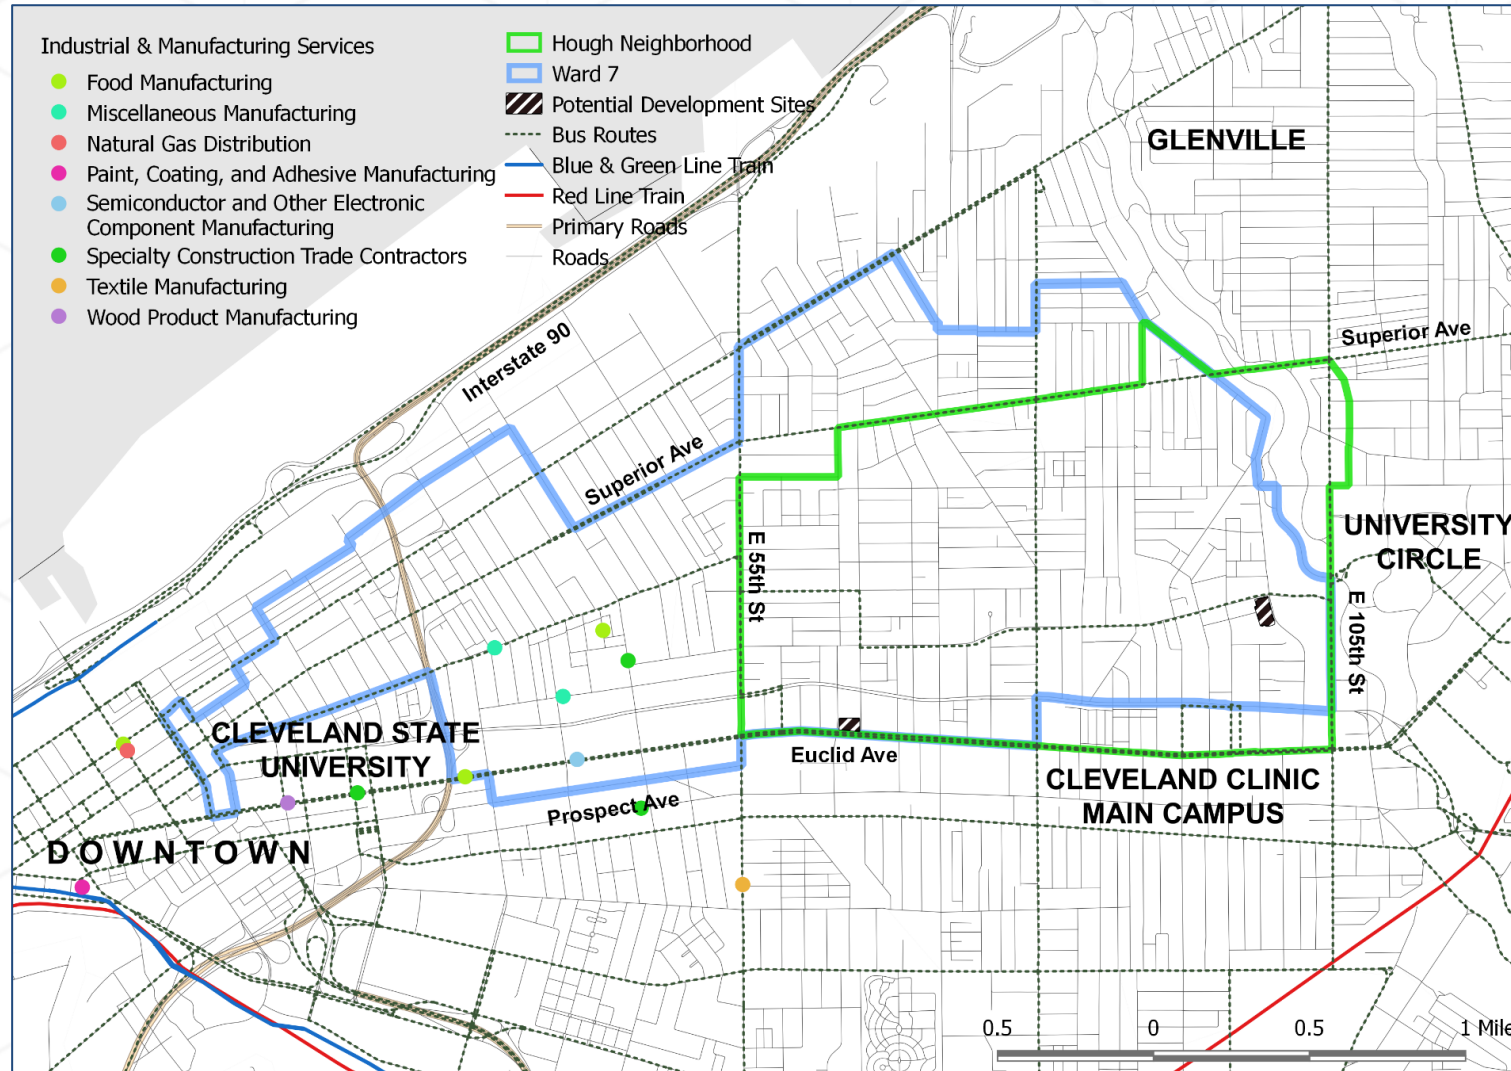 Industrial & Manufacturing Services
Food Manufacturing
Miscellaneous Manufacturing
Natural Gas Distribution
Paint, Coating, and Adhesive Manufacturing
Semiconductor and Other Electronic
Component Manufacturing
Specialty Construction Trade Contractors
Textile Manufacturing
Wood Product Manufacturing
Hough Neighborhood
Ward 7
Potential Development Sites
Bus Routes
Blue & Green Line Train
Red Line Train
Primary Roads
Roads
GLENVILLE
Interstate 90
Superior Ave
Superior Ave
E 55th St
UNIVERSITY
CIRCLE
E 105th St
CLEVELAND STATE
UNIVERSITY
Euclid Ave
Prospect Ave
CLEVELAND CLINIC
MAIN CAMPUS
DOWNTOWN
0.5 0 0.5 1 Mile